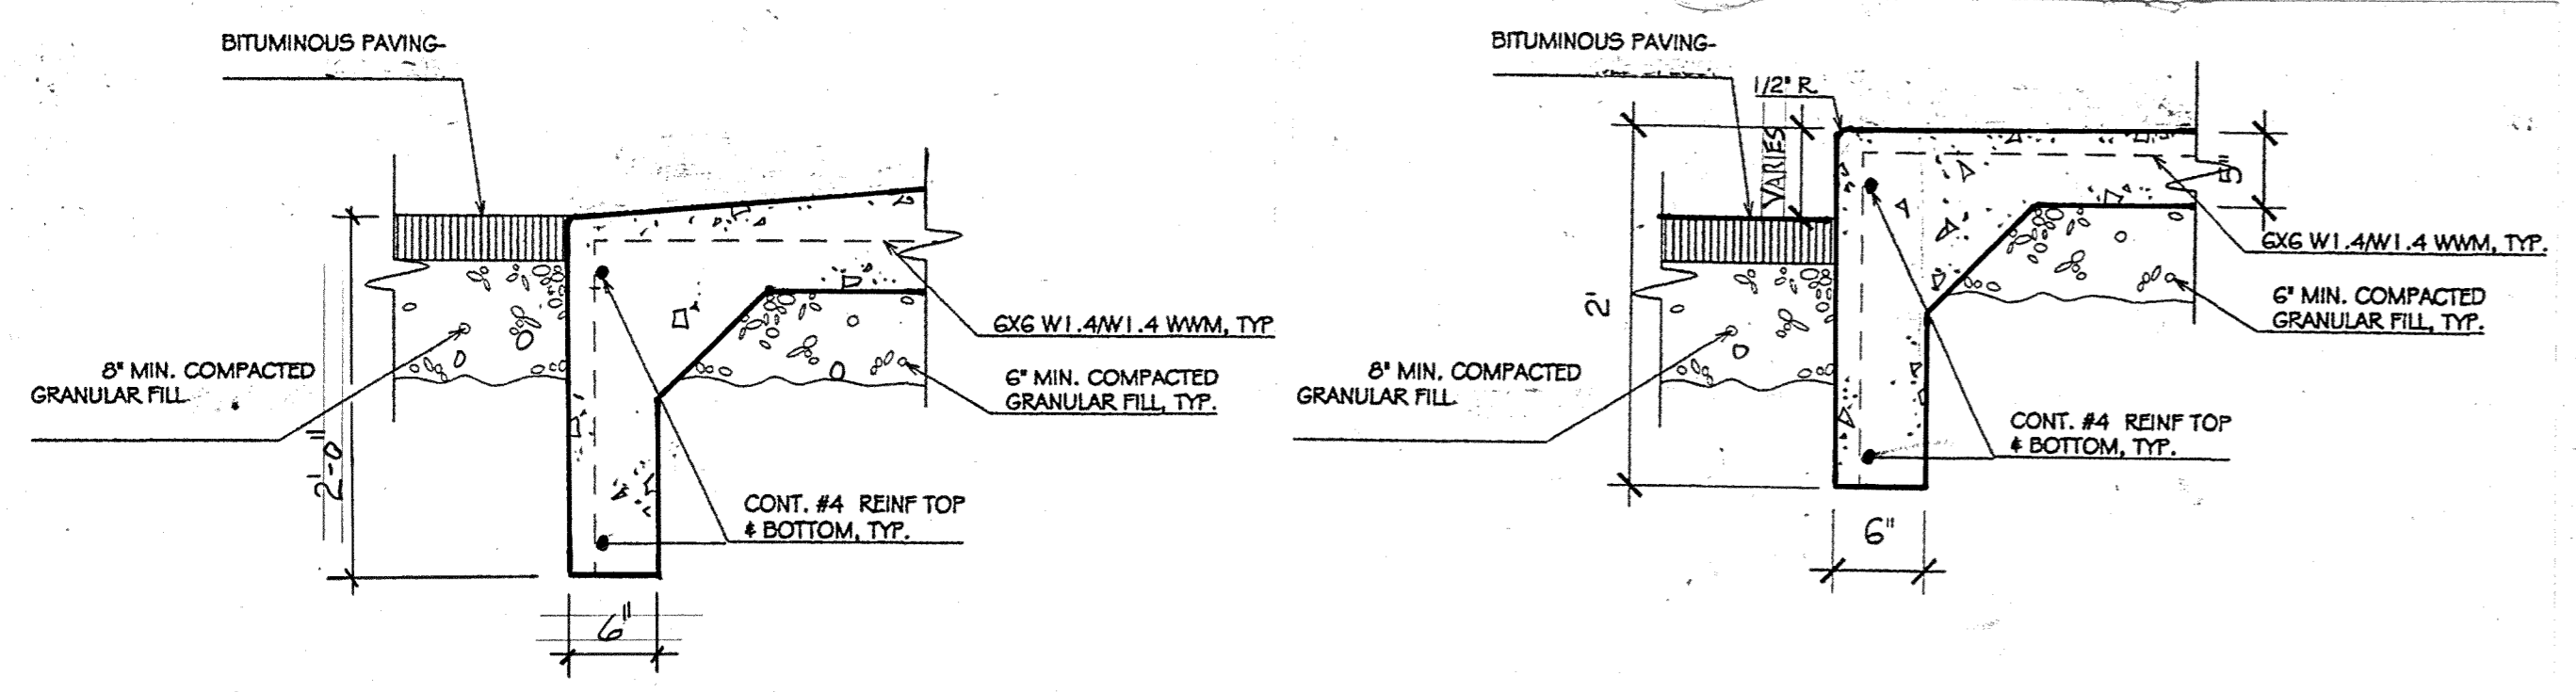 BITUMINOUS PAVING-
8" MIN. COMPACTED
GRANULAR FILL
2'-0"
6"
6X6 W1.4/W1.4 WWM, TYP
6" MIN. COMPACTED
GRANULAR FILL, TYP.
CONT. #4 REINF TOP
& BOTTOM, TYP.
BITUMINOUS PAVING-
1/2" R.
VARIES
2'
8" MIN. COMPACTED
GRANULAR FILL
5"
6X6 W1.4/W1.4 WWM, TYP.
6" MIN. COMPACTED
GRANULAR FILL, TYP.
CONT. #4 REINF TOP
& BOTTOM, TYP.
6"